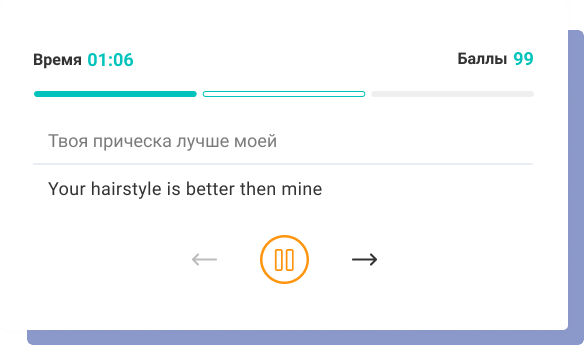 Время 01:06 Баллы 99
Твоя прическа лучше моей
Your hairstyle is better then mine